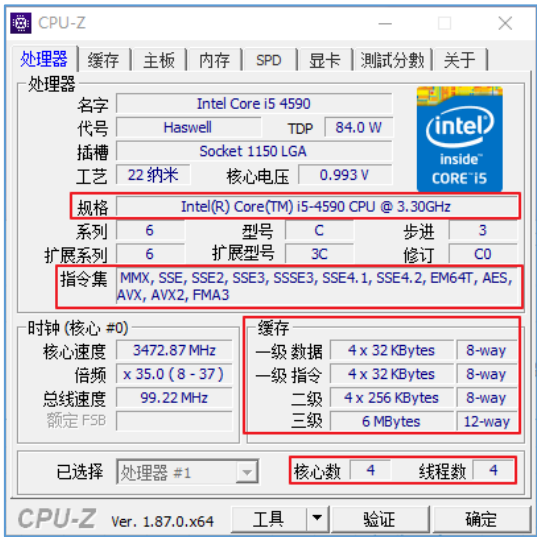 CPU-Z
处理器 缓存 主板 内存 SPD 显卡 測試分數 关于
处理器
名字 Intel Core i5 4590
代号 Haswell TDP 84.0 W
插槽 Socket 1150 LGA
工艺 22 纳米 核心电压 0.993 V
intel
inside™
CORE™i5
规格 Intel(R) Core(TM) i5-4590 CPU @ 3.30GHz
系列 6 型号 C 步进 3
扩展系列 6 扩展型号 3C 修订 C0
指令集 MMX, SSE, SSE2, SSE3, SSSE3, SSE4.1, SSE4.2, EM64T, AES,
AVX, AVX2, FMA3
时钟 (核心 #0) 缓存
核心速度 3472.87 MHz 一级 数据 4 x 32 KBytes 8-way
倍频 x 35.0 ( 8 - 37 ) 一级 指令 4 x 32 KBytes 8-way
总线速度 99.22 MHz 二级 4 x 256 KBytes 8-way
额定 FSB 三级 6 MBytes 12-way
已选择 处理器 #1 核心数 4 线程数 4
CPU-Z Ver. 1.87.0.x64 工具 验证 确定